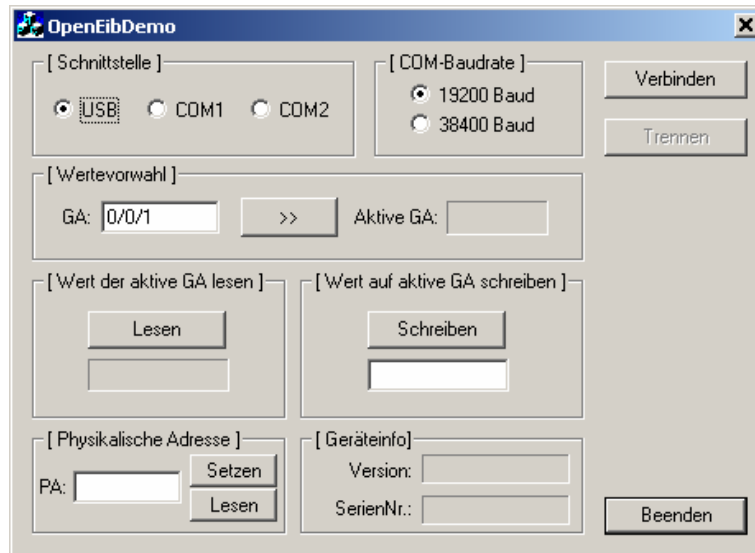 OpenEibDemo
[ Schnittstelle ]
USB COM1 COM2
[ COM-Baudrate ]
19200 Baud
38400 Baud
Verbinden
Trennen
[ Wertevorwahl ]
GA: 0/0/1 >> Aktive GA:
[ Wert der aktive GA lesen ]
Lesen
[ Wert auf aktive GA schreiben ]
Schreiben
[ Physikalische Adresse ]
PA:
Setzen
Lesen
[ Geräteinfo]
Version:
SerienNr.:
Beenden